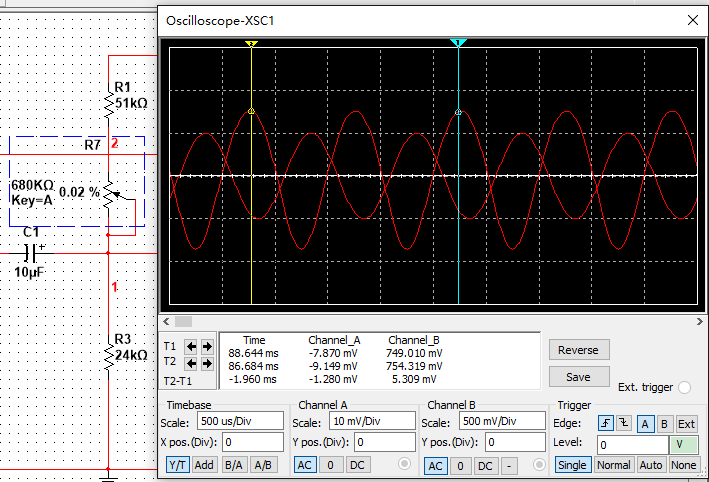 Oscilloscope-XSC1
2
1
R1
51kΩ
R7
2
680KΩ
0.02 %
Key=A
C1
+
10µF
1
R3
24kΩ
Time Channel_A Channel_B
T1 88.644 ms -7.870 mV 749.010 mV
T2 86.684 ms -9.149 mV 754.319 mV
T2-T1 -1.960 ms -1.280 mV 5.309 mV
Reverse
Save
Ext. trigger
Timebase
Scale: 500 us/Div
X pos.(Div): 0
Y/T Add B/A A/B
Channel A
Scale: 10 mV/Div
Y pos.(Div): 0
AC 0 DC
Channel B
Scale: 500 mV/Div
Y pos.(Div): 0
AC 0 DC -
Trigger
Edge: A B Ext
Level: 0 V
Single Normal Auto None